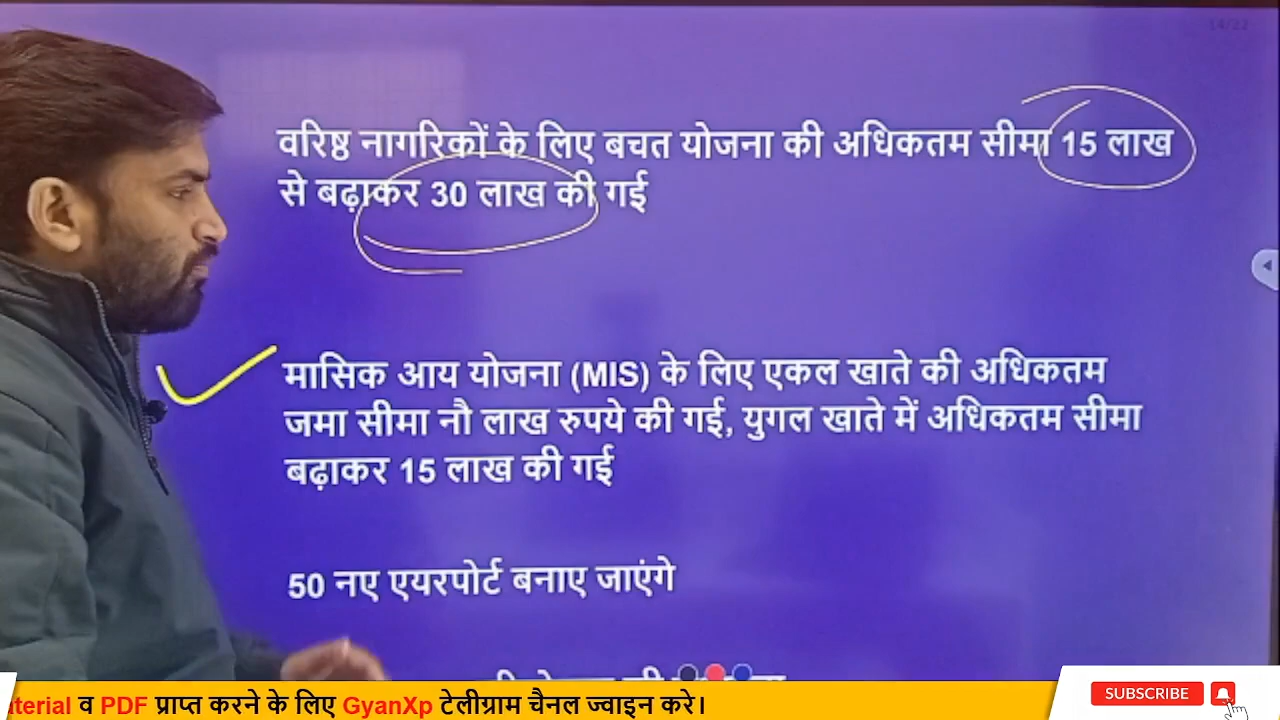 14/22
वरिष्ठ नागरिकों के लिए बचत योजना की अधिकतम सीमा 15 लाख
से बढ़ाकर 30 लाख की गई
मासिक आय योजना (MIS) के लिए एकल खाते की अधिकतम
जमा सीमा नौ लाख रुपये की गई, युगल खाते में अधिकतम सीमा
बढ़ाकर 15 लाख की गई
50 नए एयरपोर्ट बनाए जाएंगे
व PDF प्राप्त करने के लिए GyanXp टेलीग्राम चैनल ज्वाइन करे।
SUBSCRIBE